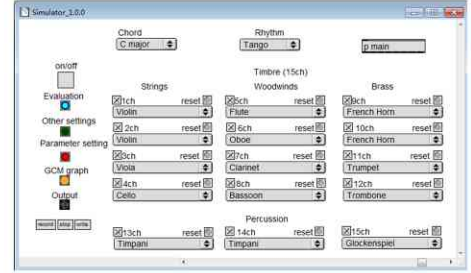 Simulator_1.0.0
Chord Rhythm
C major Tango p main
on/off
Timbre (15ch)
Strings Woodwinds Brass
Evaluation
1ch reset 5ch reset 9ch reset
Violin Flute French Horn
Other settings
2ch reset 6ch reset 10ch reset
Violin Oboe French Horn
Parameter setting
3ch reset 7ch reset 11ch reset
Viola Clarinet Trumpet
GCM graph
4ch reset 8ch reset 12ch reset
Cello Bassoon Trombone
Output
Percussion
record stop write
13ch reset 14ch reset 15ch reset
Timpani Timpani Glockenspiel